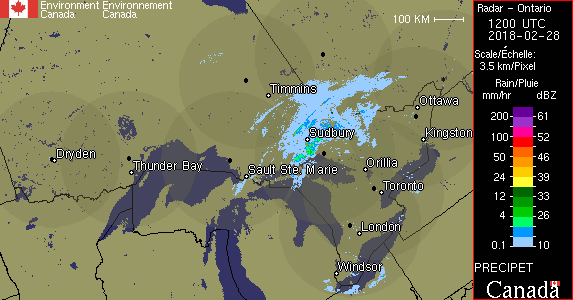 Environment Environnement
Canada Canada
100 KM
Timmins
Ottawa
Sudbury
Kingston
Dryden
Thunder Bay
Sault Ste. Marie
Orillia
Toronto
London
Windsor
Radar - Ontario
1200 UTC
2018-02-28
Scale/Échelle:
3.5 km/Pixel
Rain/Pluie
mm/hr dBZ
200 61
100 52
50 46
24 39
12 33
4 26
0.1 10
PRECIPET
Canada